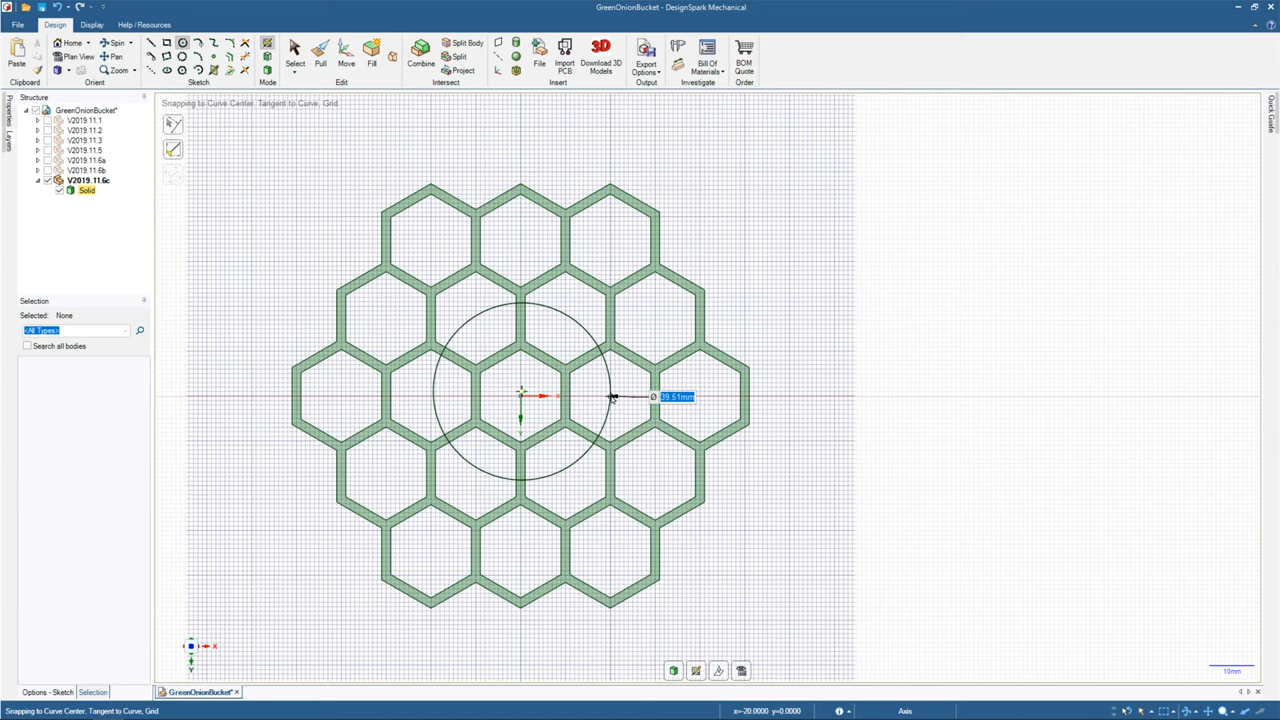 GreenOnionBucket - DesignSpark Mechanical
File Design Display Help / Resources
Home Spin
Plan View Pan
Zoom
Paste
Select Pull Move Fill
Combine
Split Body
Split
Project
File
Import PCB
Download 3D Models
Export Options
Bill Of Materials
BOM Quote
Clipboard Orient Sketch Mode Edit Intersect Insert Output Investigate Order
Structure
GreenOnionBucket*
V2019.11.1
V2019.11.2
V2019.11.3
V2019.11.5
V2019.11.6a
V2019.11.6b
V2019.11.6c
Solid
Properties
Layers
Quick Guide
Snapping to Curve Center, Tangent to Curve, Grid
Selection
Selected: None
<All Types>
Search all bodies
X
Y
Ø 39.51mm
X
Y
10mm
Options - Sketch Selection
GreenOnionBucket*
Snapping to Curve Center, Tangent to Curve, Grid
x=-20.0000 y=0.0000
Axis